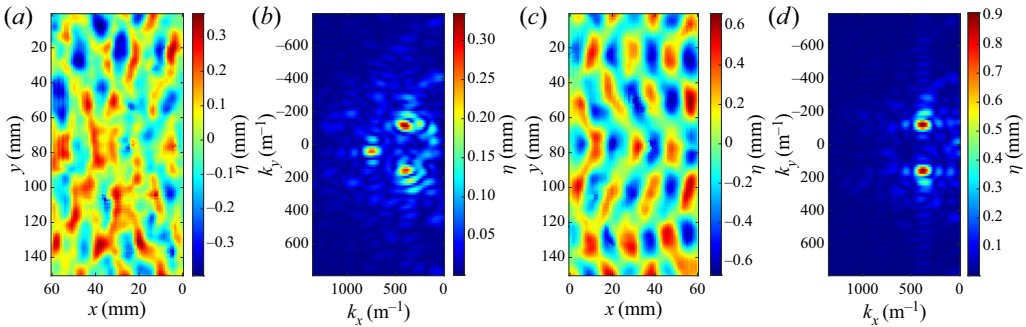 (a)
20
40
60
80
100
120
140
y (mm)
60 40 20 0
x (mm)
0.3
0.2
0.1
0
–0.1
–0.2
–0.3
η (mm)
(b)
–600
–400
–200
0
200
400
600
k_y (m⁻¹)
1000 500 0
k_x (m⁻¹)
0.30
0.25
0.20
0.15
0.10
0.05
η (mm)
(c)
20
40
60
80
100
120
140
y (mm)
0 20 40 60
x (mm)
0.6
0.4
0.2
0
–0.2
–0.4
–0.6
η (mm)
(d)
–600
–400
–200
0
200
400
600
k_y (m⁻¹)
1000 500 0
k_x (m⁻¹)
0.9
0.8
0.7
0.6
0.5
0.4
0.3
0.2
0.1
η (mm)